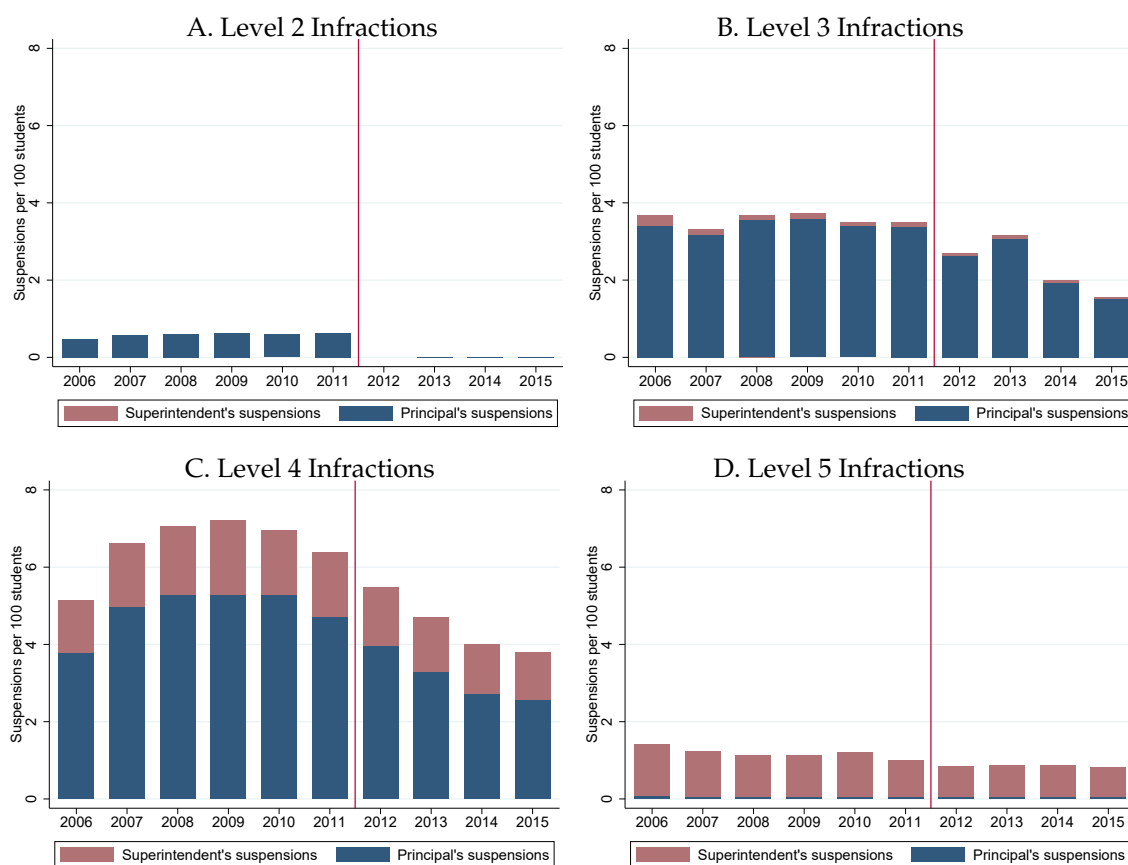 A. Level 2 Infractions
Suspensions per 100 students
8
6
4
2
0
2006 2007 2008 2009 2010 2011 2012 2013 2014 2015
Superintendent's suspensions Principal's suspensions
B. Level 3 Infractions
Suspensions per 100 students
8
6
4
2
0
2006 2007 2008 2009 2010 2011 2012 2013 2014 2015
Superintendent's suspensions Principal's suspensions
C. Level 4 Infractions
Suspensions per 100 students
8
6
4
2
0
2006 2007 2008 2009 2010 2011 2012 2013 2014 2015
Superintendent's suspensions Principal's suspensions
D. Level 5 Infractions
Suspensions per 100 students
8
6
4
2
0
2006 2007 2008 2009 2010 2011 2012 2013 2014 2015
Superintendent's suspensions Principal's suspensions